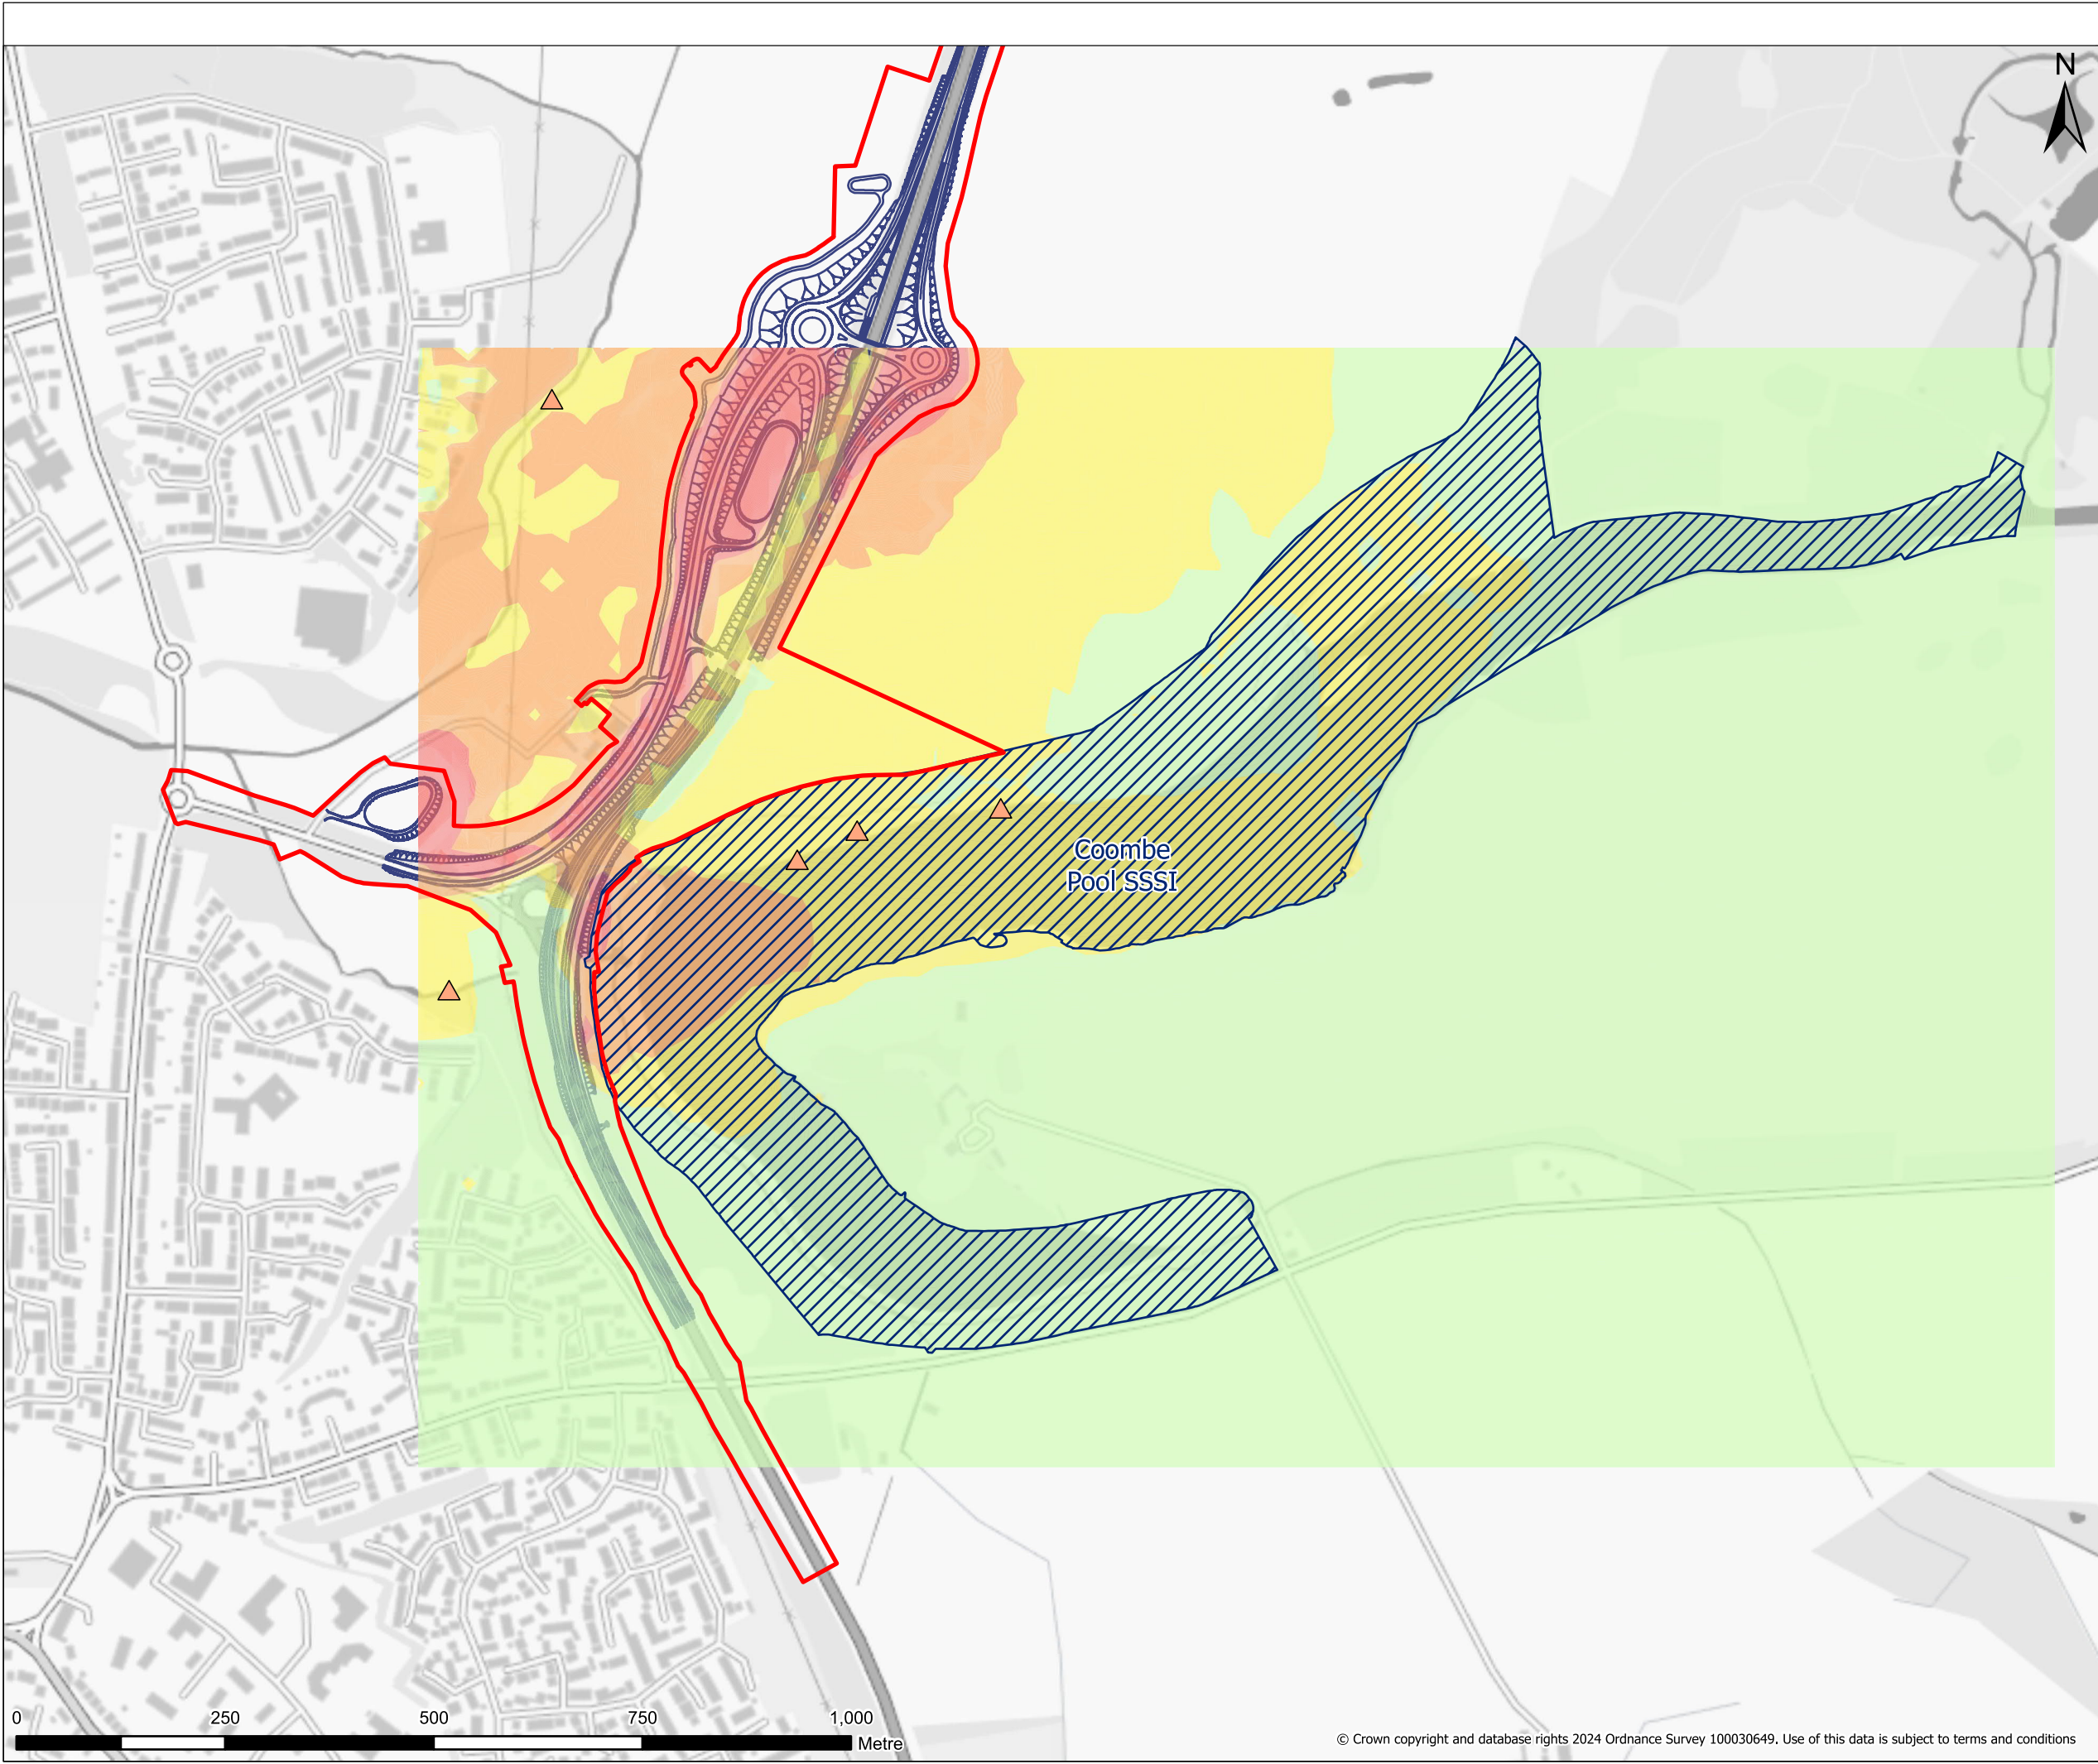 N
Coombe
Pool SSSI
0 250 500 750 1,000
Metre
© Crown copyright and database rights 2024 Ordnance Survey 100030649. Use of this data is subject to terms and conditions